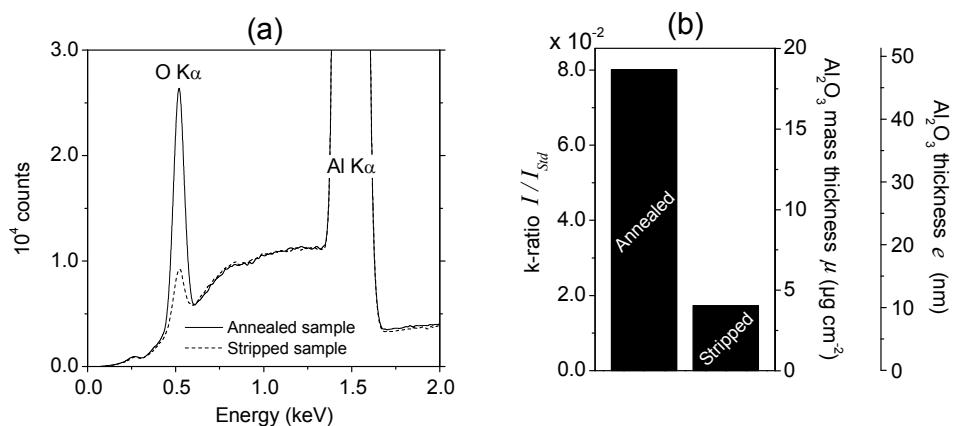 (a)
3.0
2.5
2.0
1.0
0.0
10⁴ counts
O Kα
Al Kα
Annealed sample
Stripped sample
0.0
0.5
1.0
1.5
2.0
Energy (keV)
(b)
x 10⁻²
8.0
6.0
4.0
2.0
0.0
k-ratio I / I_Std
Annealed
Stripped
20
15
10
5
0
Al₂O₃ mass thickness μ (μg cm⁻²)
50
40
30
20
10
0
Al₂O₃ thickness e (nm)